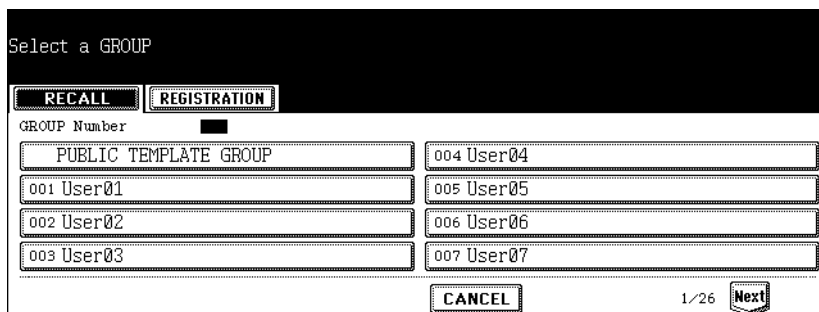 Select a GROUP
RECALL REGISTRATION
GROUP Number
PUBLIC TEMPLATE GROUP
001 User01
002 User02
003 User03
004 User04
005 User05
006 User06
007 User07
CANCEL 1/26 Next